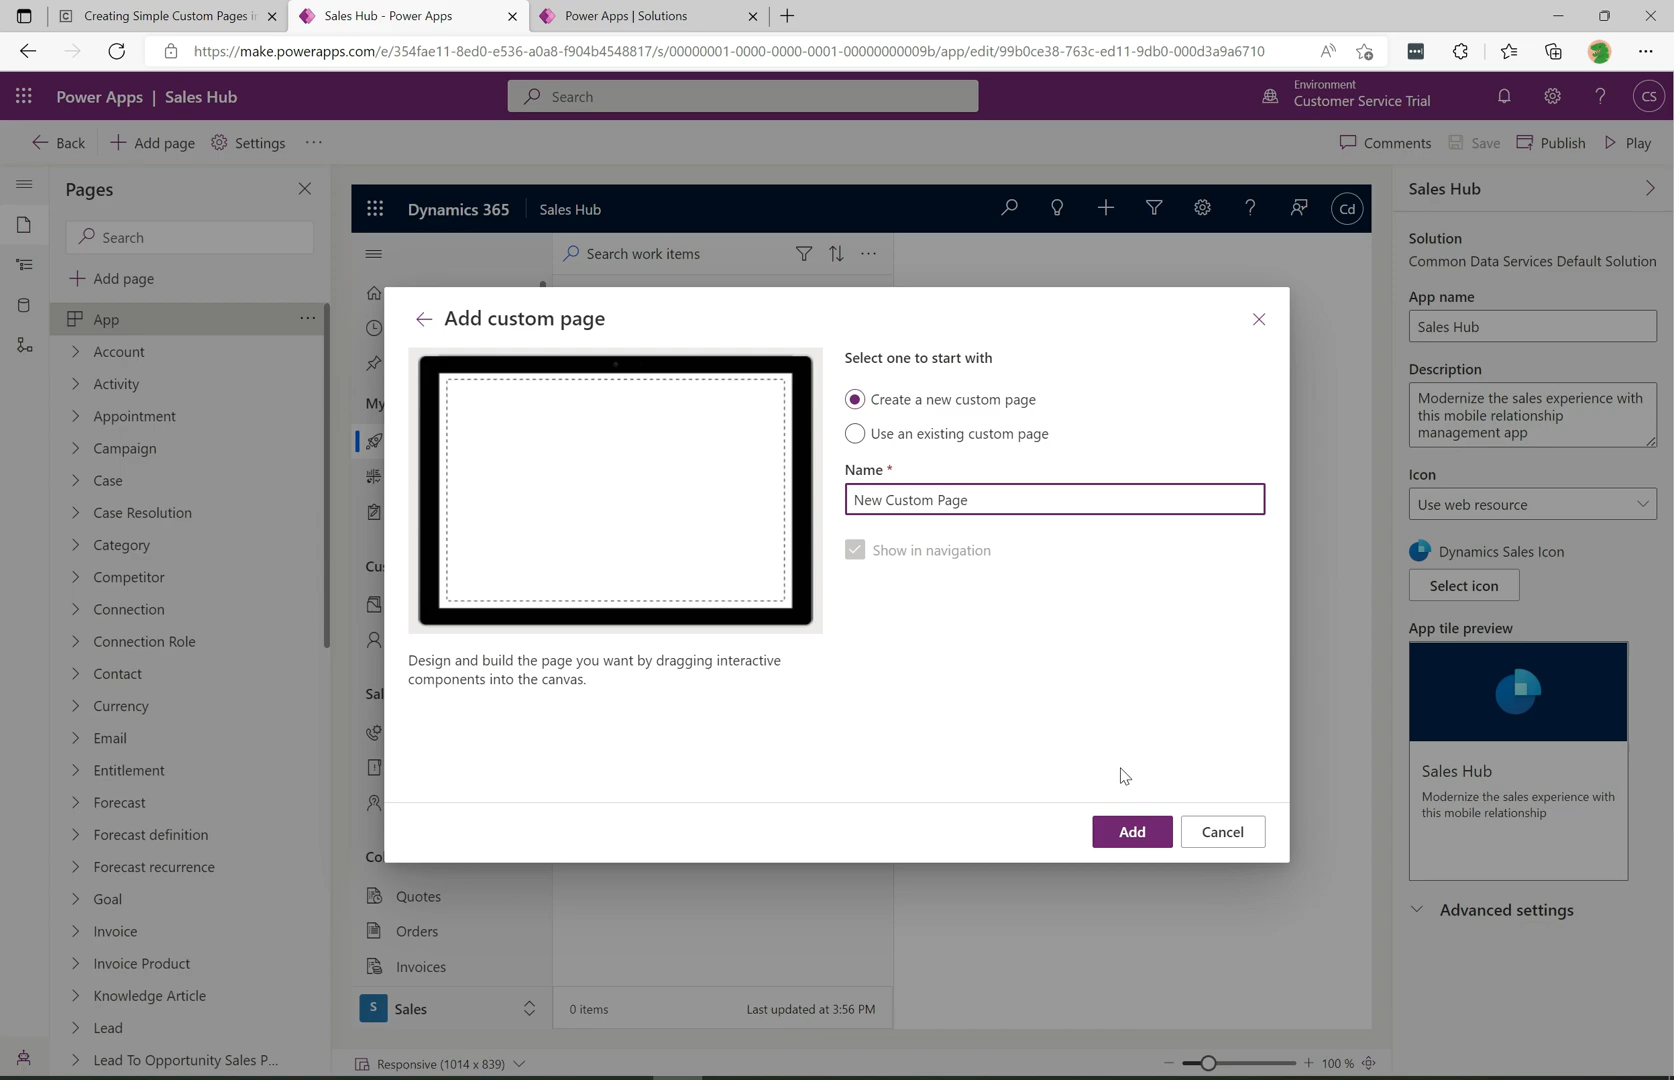 Creating Simple Custom Pages i
Sales Hub - Power Apps
Power Apps | Solutions
https://make.powerapps.com/e/354fae11-8ed0-e536-a0a8-f904b4548817/s/00000001-0000-0000-0001-00000000009b/app/edit/99b0ce38-763c-ed11-9db0-000d3a9a6710
Power Apps | Sales Hub
Search
Environment
Customer Service Trial
CS
Back
Add page
Settings
Comments
Save
Publish
Play
Pages
Search
Add page
App
Account
Activity
Appointment
Campaign
Case
Case Resolution
Category
Competitor
Connection
Connection Role
Contact
Currency
Email
Entitlement
Forecast
Forecast definition
Forecast recurrence
Goal
Invoice
Invoice Product
Knowledge Article
Lead
Lead To Opportunity Sales P...
Dynamics 365
Sales Hub
Cd
Search work items
My
Cu
Sal
Co
Quotes
Orders
Invoices
S
Sales
0 items
Last updated at 3:56 PM
Responsive (1014 x 839)
100 %
Add custom page
Select one to start with
Create a new custom page
Use an existing custom page
Name *
New Custom Page
Show in navigation
Design and build the page you want by dragging interactive
components into the canvas.
Add
Cancel
Sales Hub
Solution
Common Data Services Default Solution
App name
Sales Hub
Description
Modernize the sales experience with
this mobile relationship
management app
Icon
Use web resource
Dynamics Sales Icon
Select icon
App tile preview
Sales Hub
Modernize the sales experience with
this mobile relationship
Advanced settings